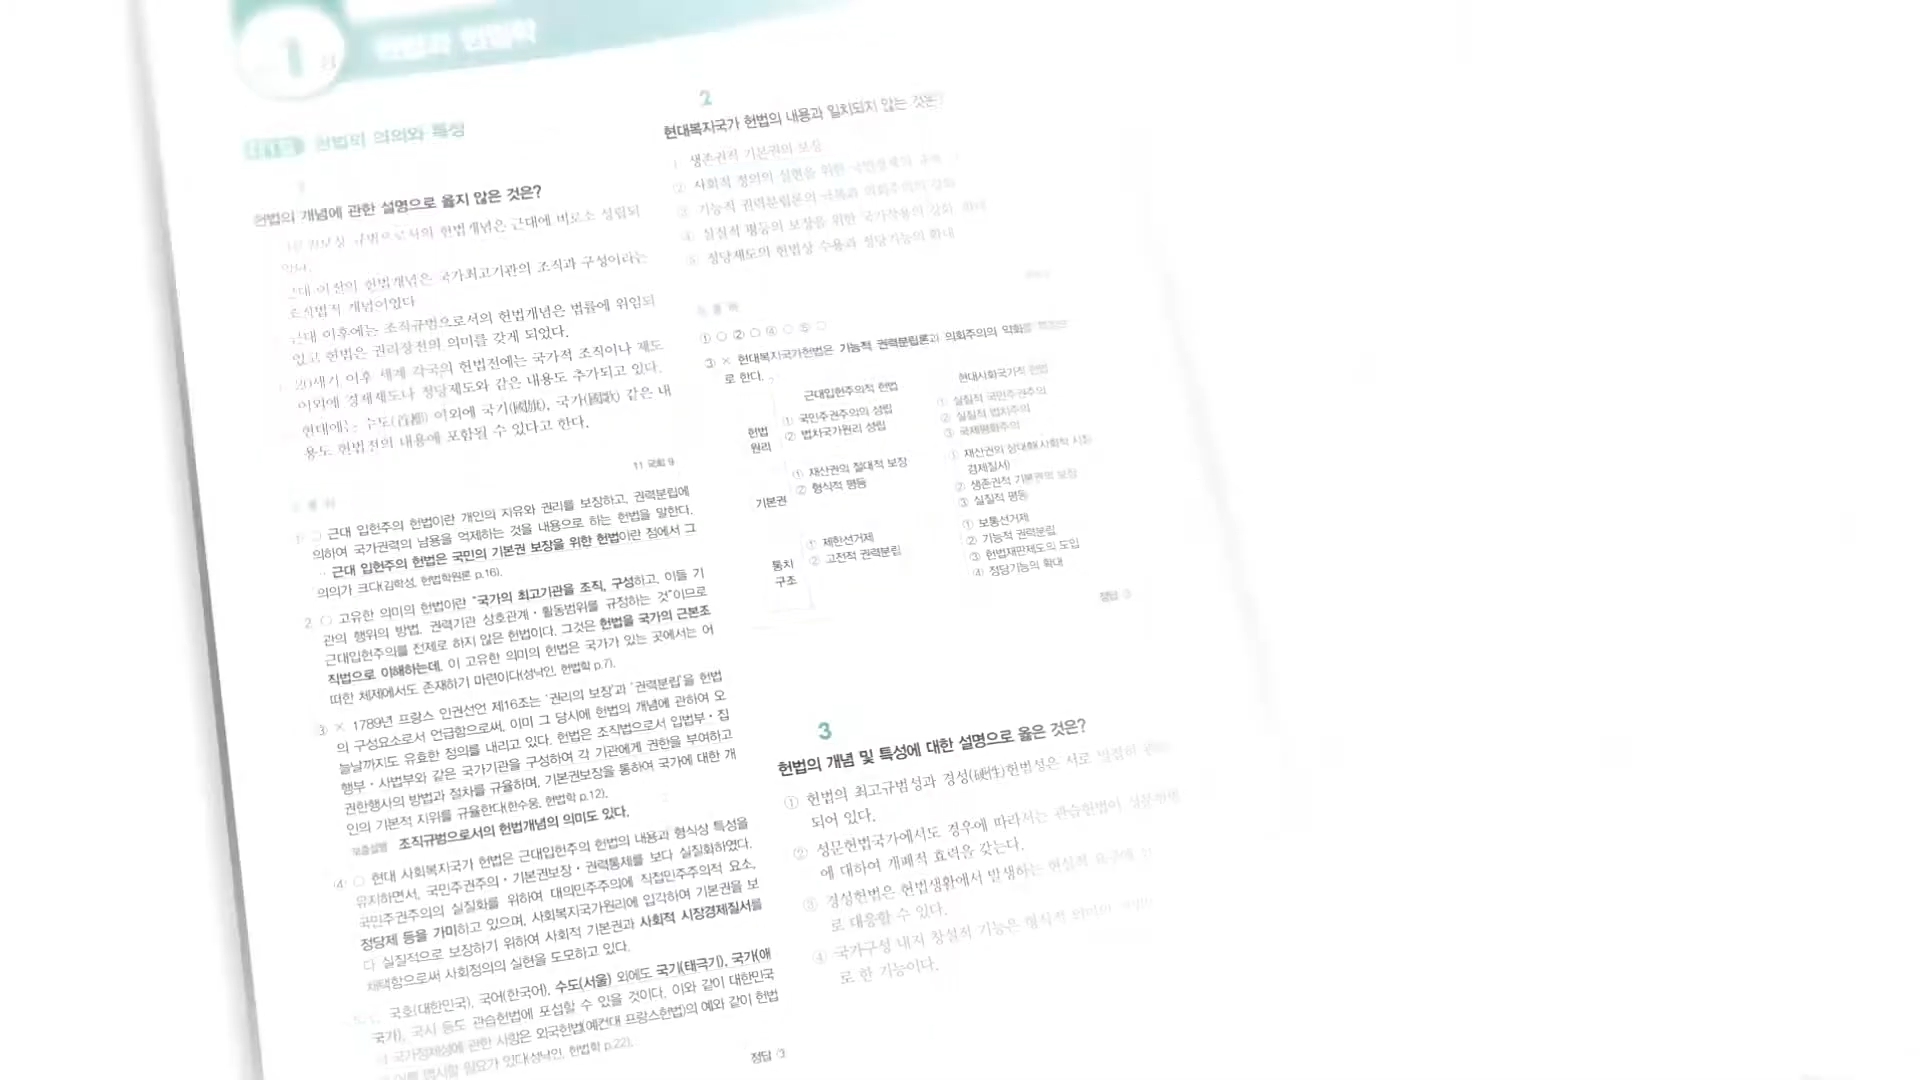 1
헌법과 헌법학
헌법의 의의와 특성
헌법의 개념에 관한 설명으로 옳지 않은 것은?
규범으로서의 헌법개념은 근대에 비로소 성립되
었다.
근대 이전의 헌법개념은 국가최고기관의 조직과 구성이라는
조직법적 개념이었다
근대 이후에는 조직규범으로서의 헌법개념은 법률에 위임되
었고 헌법은 권리장전의 의미를 갖게 되었다.
20세기 이후 세계 각국의 헌법전에는 국가적 조직이나 제도
이외에 경제제도나 정당제도와 같은 내용도 추가되고 있다.
현대에는 수도(首都) 이외에 국기(國旗), 국가(國歌) 같은 내
용도 헌법전의 내용에 포함될 수 있다고 한다.
11 국회 9
① ○ 근대 입헌주의 헌법이란 개인의 자유와 권리를 보장하고, 권력분립에
의하여 국가권력의 남용을 억제하는 것을 내용으로 하는 헌법을 말한다.
근대 입헌주의 헌법은 국민의 기본권 보장을 위한 헌법이란 점에서 그
의의가 크다(김학성, 헌법학원론 p.16).
2 ○ 고유한 의미의 헌법이란 "국가의 최고기관을 조직, 구성하고, 이들 기
관의 행위의 방법, 권력기관 상호관계・활동범위를 규정하는 것"이므로
근대입헌주의를 전제로 하지 않은 헌법이다. 그것은 헌법을 국가의 근본조
직법으로 이해하는데, 이 고유한 의미의 헌법은 국가가 있는 곳에서는 어
떠한 체제에서도 존재하기 마련이다(성낙인, 헌법학 p.7).
③ × 1789년 프랑스 인권선언 제16조는 '권리의 보장'과 '권력분립'을 헌법
의 구성요소로서 언급함으로써, 이미 그 당시에 헌법의 개념에 관하여 오
늘날까지도 유효한 정의를 내리고 있다. 헌법은 조직법으로서 입법부・집
행부・사법부와 같은 국가기관을 구성하여 각 기관에게 권한을 부여하고
권한행사의 방법과 절차를 규율하며, 기본권보장을 통하여 국가에 대한 개
인의 기본적 지위를 규율한다(한수웅, 헌법학 p.12).
보충설명 조직규범으로서의 헌법개념의 의미도 있다.
④ ○ 현대 사회복지국가 헌법은 근대입헌주의 헌법의 내용과 형식상 특성을
유지하면서, 국민주권주의・기본권보장・권력통제를 보다 실질화하였다.
국민주권주의의 실질화를 위하여 대의민주주의에 직접민주주의적 요소,
정당제 등을 가미하고 있으며, 사회복지국가원리에 입각하여 기본권을 보
다 실질적으로 보장하기 위하여 사회적 기본권과 사회적 시장경제질서를
채택함으로써 사회정의의 실현을 도모하고 있다.
국호(대한민국), 국어(한국어), 수도(서울) 외에도 국기(태극기), 국가(애
국가), 국시 등도 관습헌법에 포섭할 수 있을 것이다. 이와 같이 대한민국
국가정체성에 관한 사항은 외국헌법(예컨대 프랑스헌법)의 예와 같이 헌법
이를 명시할 필요가 있다(성낙인, 헌법학 p.22).
정답 ③
2
현대복지국가 헌법의 내용과 일치되지 않는 것은?
① 생존권적 기본권의 보장
② 사회적 정의의 실현을 위한 국민경제의 규제
③ 기능적 권력분립론의 극복과 의회주의의 강화
④ 실질적 평등의 보장을 위한 국가작용의 강화 확대
⑤ 정당제도의 헌법상 수용과 정당기능의 확대
① ○ ② ○ ④ ○ ⑤ ○
③ × 현대복지국가헌법은 기능적 권력분립론과 의회주의의 약화를 특징으
로 한다.
근대입헌주의적 헌법 현대사회국가적 헌법
헌법원리 ① 국민주권주의의 성립 ① 실질적 국민주권주의
② 법치국가원리 성립 ② 실질적 법치주의
③ 국제평화주의
기본권 ① 재산권의 절대적 보장 ① 재산권의 상대화(사회적 시장
경제질서)
② 형식적 평등 ② 생존권적 기본권의 보장
③ 실질적 평등
통치구조 ① 제한선거제 ① 보통선거제
② 고전적 권력분립 ② 기능적 권력분립
③ 헌법재판제도의 도입
④ 정당기능의 확대
정답 ③
3
헌법의 개념 및 특성에 대한 설명으로 옳은 것은?
① 헌법의 최고규범성과 경성(硬性)헌법성은 서로 밀접히
되어 있다.
② 성문헌법국가에서도 경우에 따라서는 관습헌법이 성문헌법
에 대하여 개폐적 효력을 갖는다.
③ 경성헌법은 헌법생활에서 발생하는 현실적 요구에
로 대응할 수 있다.
④ 국가구성 내지 창설적 기능은 형식적 의미의
로 한 기능이다.